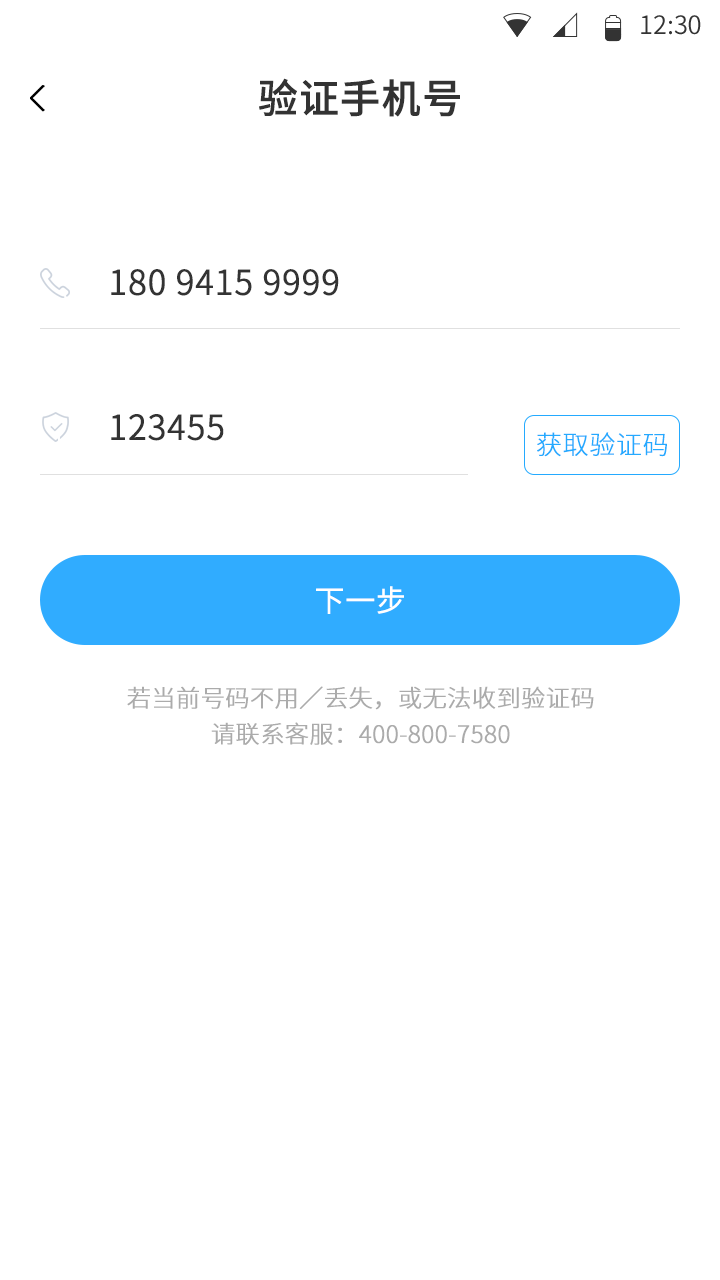 12:30
验证手机号
180 9415 9999
123455
获取验证码
下一步
若当前号码不用／丢失，或无法收到验证码
请联系客服：400-800-7580